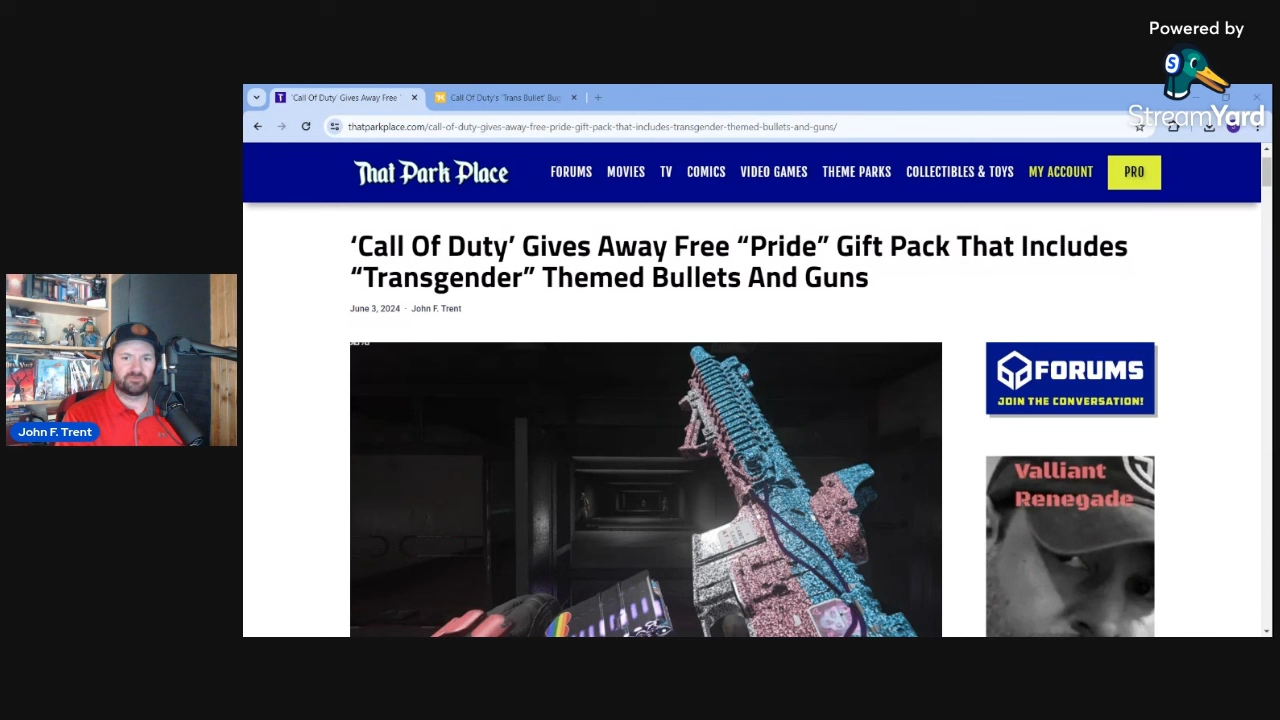 Powered by
StreamYard
'Call Of Duty' Gives Away Free
Call Of Duty's 'Trans Bullet' Bug
thatparkplace.com/call-of-duty-gives-away-free-pride-gift-pack-that-includes-transgender-themed-bullets-and-guns/
That Park Place
FORUMS MOVIES TV COMICS VIDEO GAMES THEME PARKS COLLECTIBLES & TOYS MY ACCOUNT PRO
‘Call Of Duty’ Gives Away Free “Pride” Gift Pack That Includes
“Transgender” Themed Bullets And Guns
June 3, 2024 · John F. Trent
FORUMS
JOIN THE CONVERSATION!
Valliant
Renegade
John F. Trent